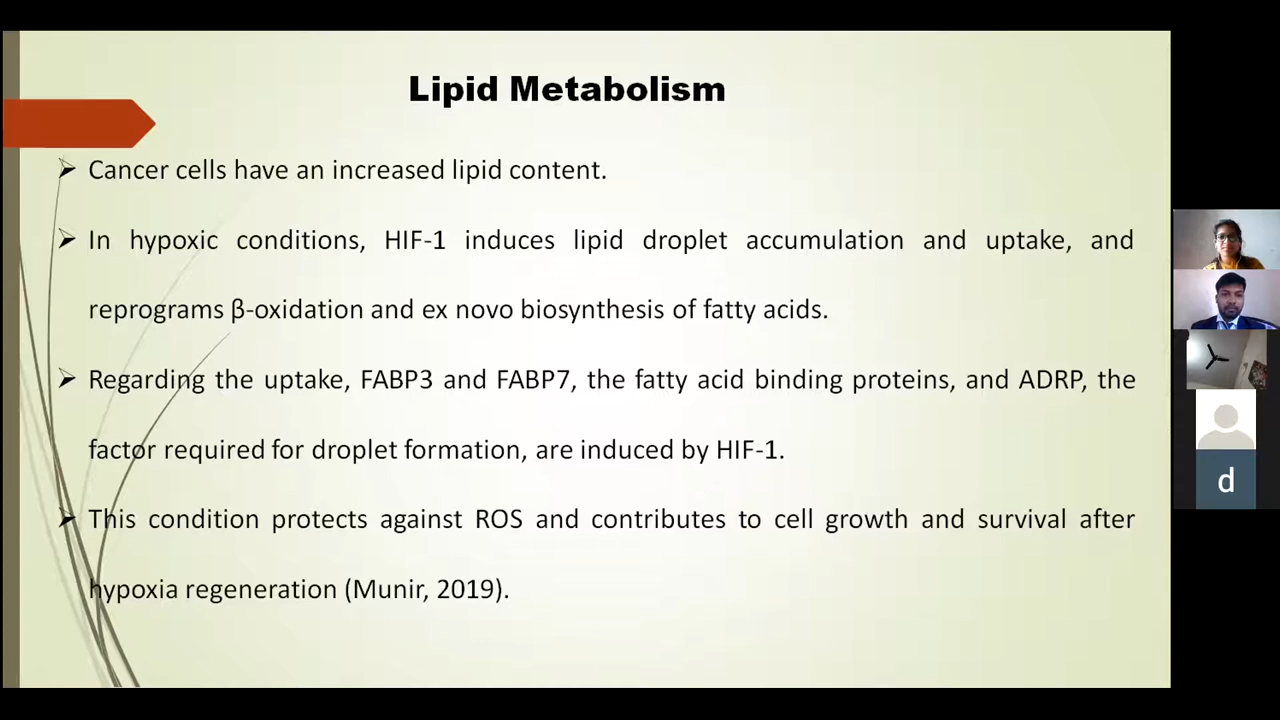 Lipid Metabolism
➤ Cancer cells have an increased lipid content.
➤ In hypoxic conditions, HIF-1 induces lipid droplet accumulation and uptake, and
reprograms β-oxidation and ex novo biosynthesis of fatty acids.
➤ Regarding the uptake, FABP3 and FABP7, the fatty acid binding proteins, and ADRP, the
factor required for droplet formation, are induced by HIF-1.
➤ This condition protects against ROS and contributes to cell growth and survival after
hypoxia regeneration (Munir, 2019).
d